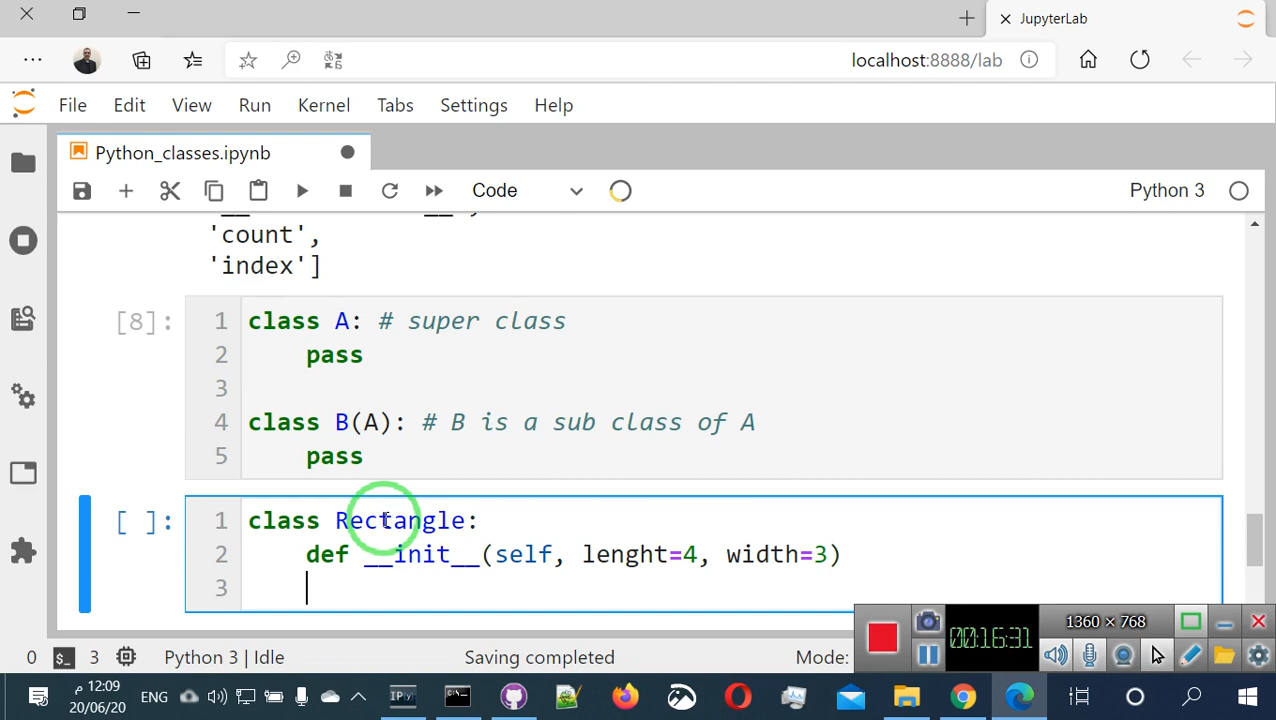 JupyterLab
localhost:8888/lab
File Edit View Run Kernel Tabs Settings Help
Python_classes.ipynb
Code
Python 3
'count',
'index']
[8]:
1 class A: # super class
2 pass
3
4 class B(A): # B is a sub class of A
5 pass
[ ]:
1 class Rectangle:
2 def __init__(self, lenght=4, width=3)
3
1360 × 768
00:16:31
0 3 Python 3 | Idle Saving completed Mode:
12:09 م
20/06/20
ENG